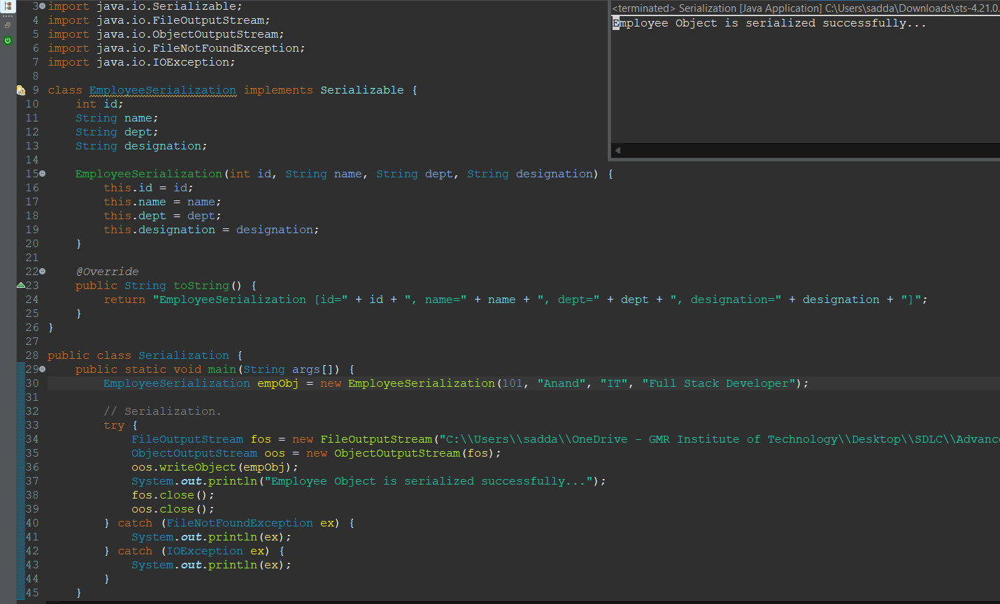 3 import java.io.Serializable;
4 import java.io.FileOutputStream;
5 import java.io.ObjectOutputStream;
6 import java.io.FileNotFoundException;
7 import java.io.IOException;
8
9 class EmployeeSerialization implements Serializable {
10     int id;
11     String name;
12     String dept;
13     String designation;
14
15     EmployeeSerialization(int id, String name, String dept, String designation) {
16         this.id = id;
17         this.name = name;
18         this.dept = dept;
19         this.designation = designation;
20     }
21
22     @Override
23     public String toString() {
24         return "EmployeeSerialization [id=" + id + ", name=" + name + ", dept=" + dept + ", designation=" + designation + "]";
25     }
26 }
27
28 public class Serialization {
29     public static void main(String args[]) {
30         EmployeeSerialization empObj = new EmployeeSerialization(101, "Anand", "IT", "Full Stack Developer");
31
32         // Serialization.
33         try {
34             FileOutputStream fos = new FileOutputStream("C:\\Users\\sadda\\OneDrive - GMR Institute of Technology\\Desktop\\SDLC\\Advanc
35             ObjectOutputStream oos = new ObjectOutputStream(fos);
36             oos.writeObject(empObj);
37             System.out.println("Employee Object is serialized successfully...");
38             fos.close();
39             oos.close();
40         } catch (FileNotFoundException ex) {
41             System.out.println(ex);
42         } catch (IOException ex) {
43             System.out.println(ex);
44         }
45     }
<terminated> Serialization [Java Application] C:\Users\sadda\Downloads\sts-4.21.0.
Employee Object is serialized successfully...